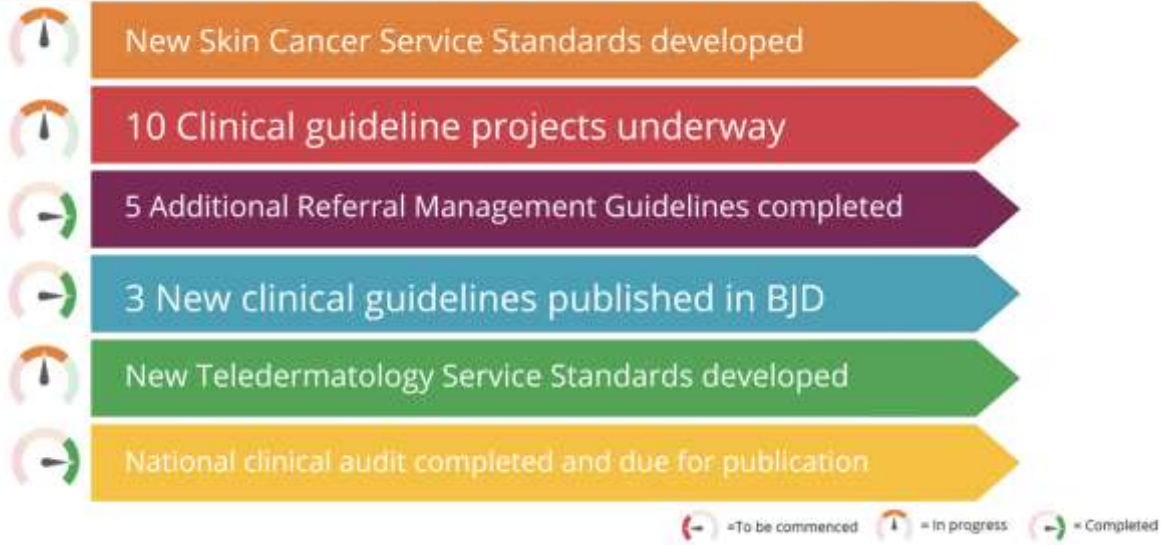 New Skin Cancer Service Standards developed
10 Clinical guideline projects underway
5 Additional Referral Management Guidelines completed
3 New clinical guidelines published in BJD
New Teledermatology Service Standards developed
National clinical audit completed and due for publication
=To be commenced = In progress = Completed